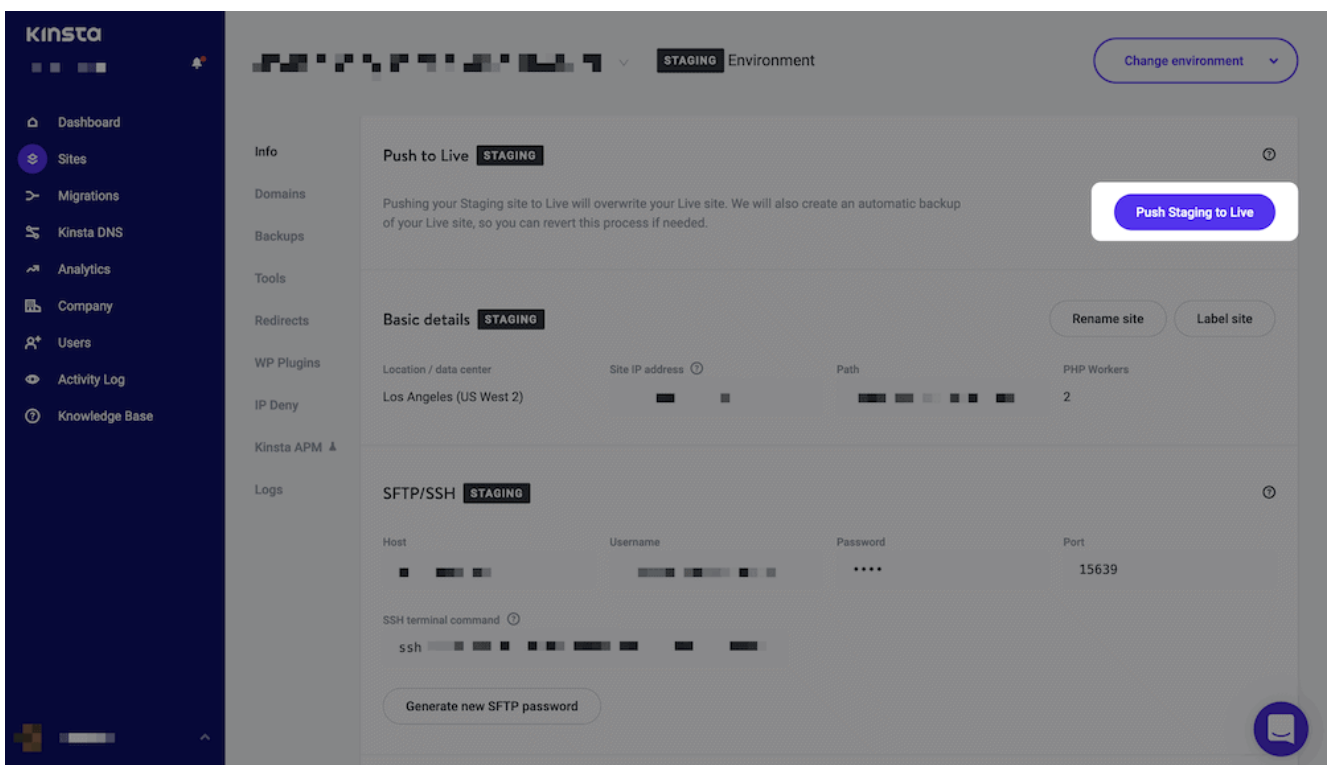 KINSTA
Dashboard
Sites
Migrations
Kinsta DNS
Analytics
Company
Users
Activity Log
Knowledge Base
STAGING Environment
Change environment
Info
Domains
Backups
Tools
Redirects
WP Plugins
IP Deny
Kinsta APM
Logs
Push to Live STAGING
Pushing your Staging site to Live will overwrite your Live site. We will also create an automatic backup
of your Live site, so you can revert this process if needed.
Push Staging to Live
Basic details STAGING
Rename site
Label site
Location / data center
Los Angeles (US West 2)
Site IP address
Path
PHP Workers
2
SFTP/SSH STAGING
Host
Username
Password
••••
Port
15639
SSH terminal command
ssh
Generate new SFTP password